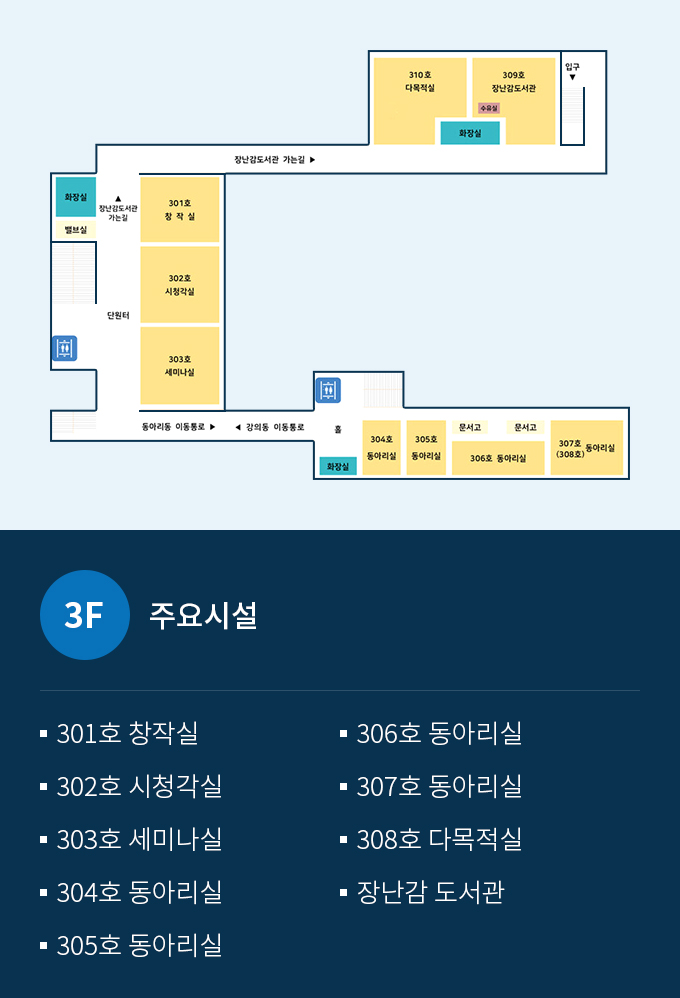 310호
다목적실
309호
장난감도서관
수유실
화장실
입구
▼
장난감도서관 가는길 ▶
화장실
밸브실
▲
장난감도서관
가는길
301호
창 작 실
302호
시청각실
단원터
303호
세미나실
동아리동 이동통로 ▶
◀ 강의동 이동통로
홀
화장실
304호
동아리실
305호
동아리실
문서고
문서고
306호 동아리실
307호
(308호)
동아리실
3F 주요시설
301호 창작실
302호 시청각실
303호 세미나실
304호 동아리실
305호 동아리실
306호 동아리실
307호 동아리실
308호 다목적실
장난감 도서관